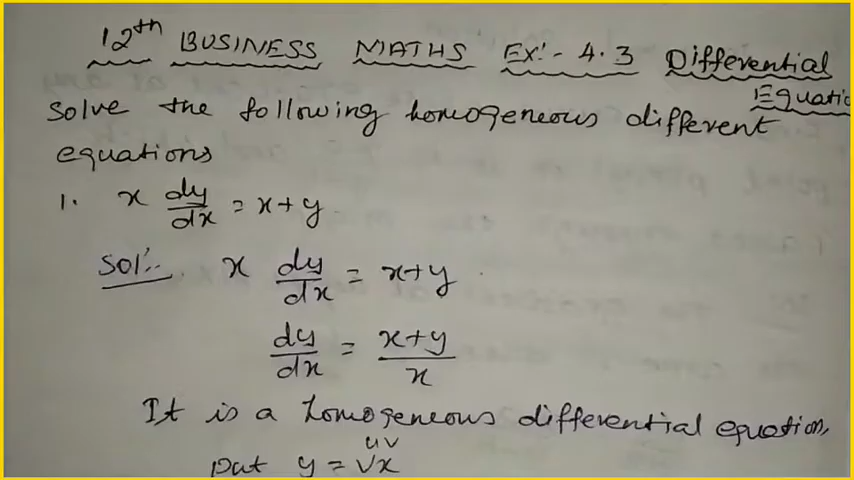 12th BUSINESS MATHS Ex:- 4.3 Differential
Equatio
solve the following homogeneous different
equations
1. x dy/dx = x+y
Sol:- x dy/dx = x+y
dy/dx = x+y/x
It is a homogeneous differential equation,
uv
put y = vx